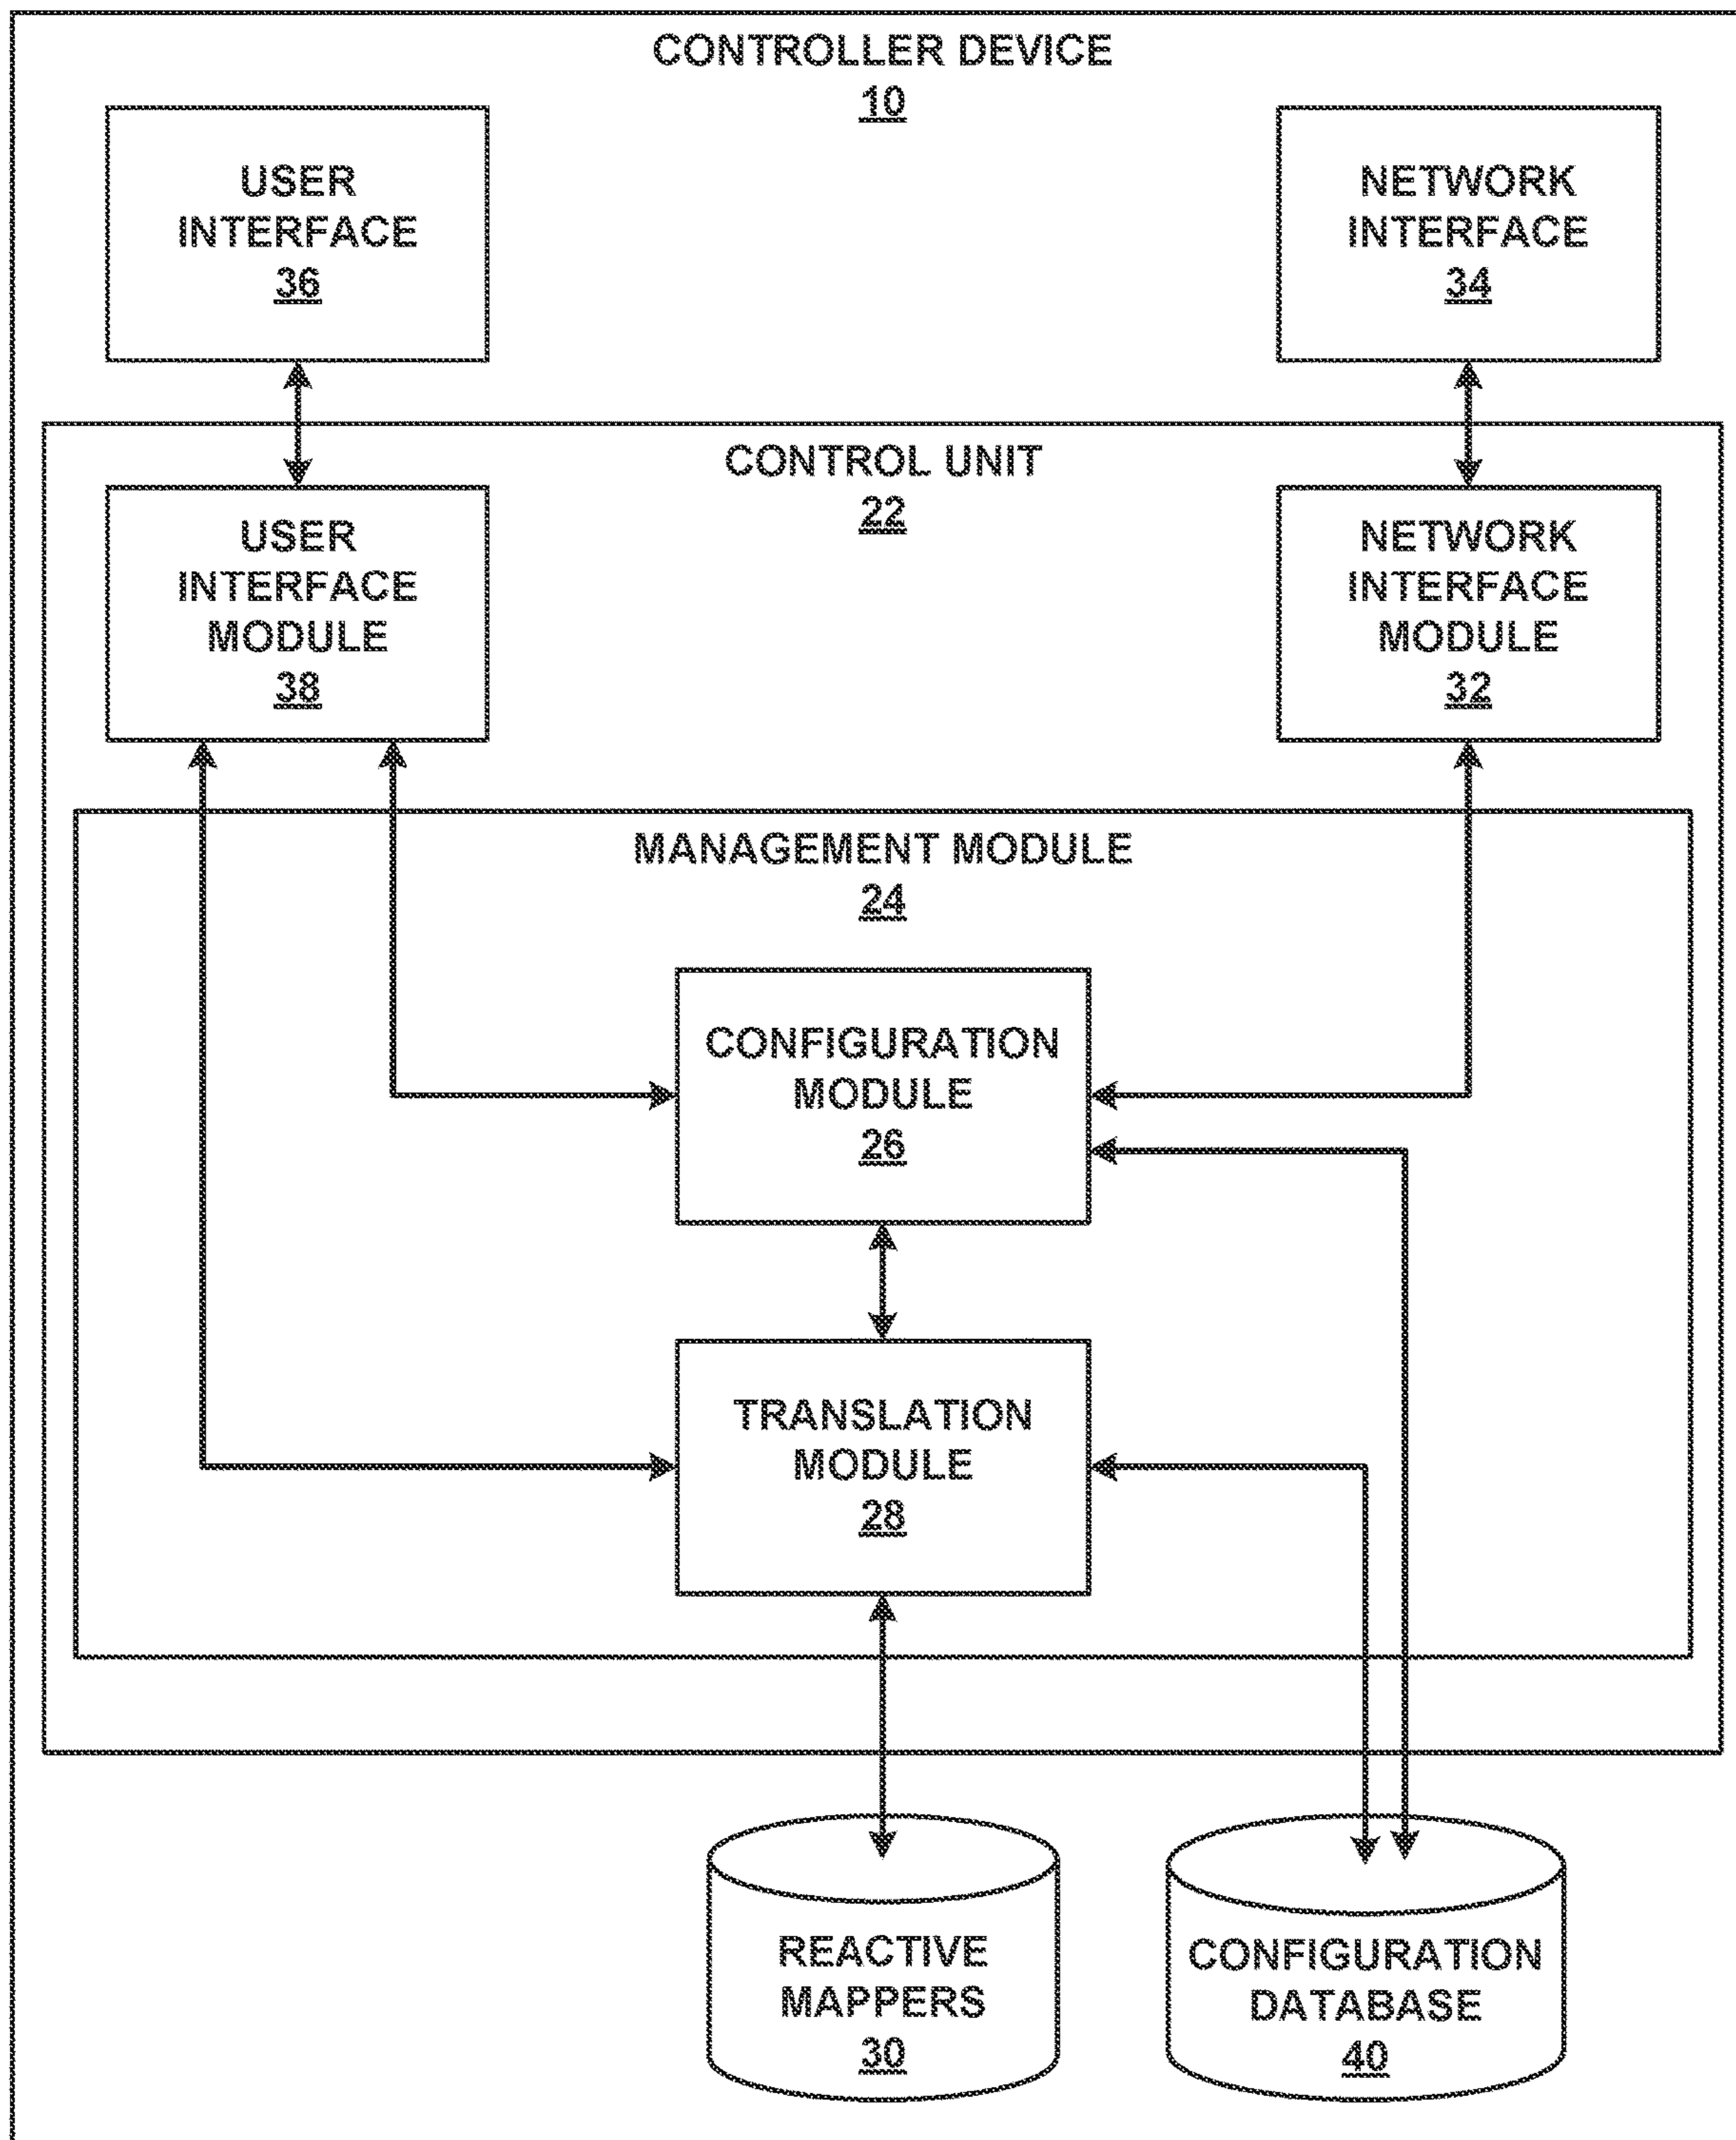 CONTROLLER DEVICE
10
USER
INTERFACE
36
NETWORK
INTERFACE
34
CONTROL UNIT
22
USER
INTERFACE
MODULE
38
NETWORK
INTERFACE
MODULE
32
MANAGEMENT MODULE
24
CONFIGURATION
MODULE
26
TRANSLATION
MODULE
28
REACTIVE
MAPPERS
30
CONFIGURATION
DATABASE
40